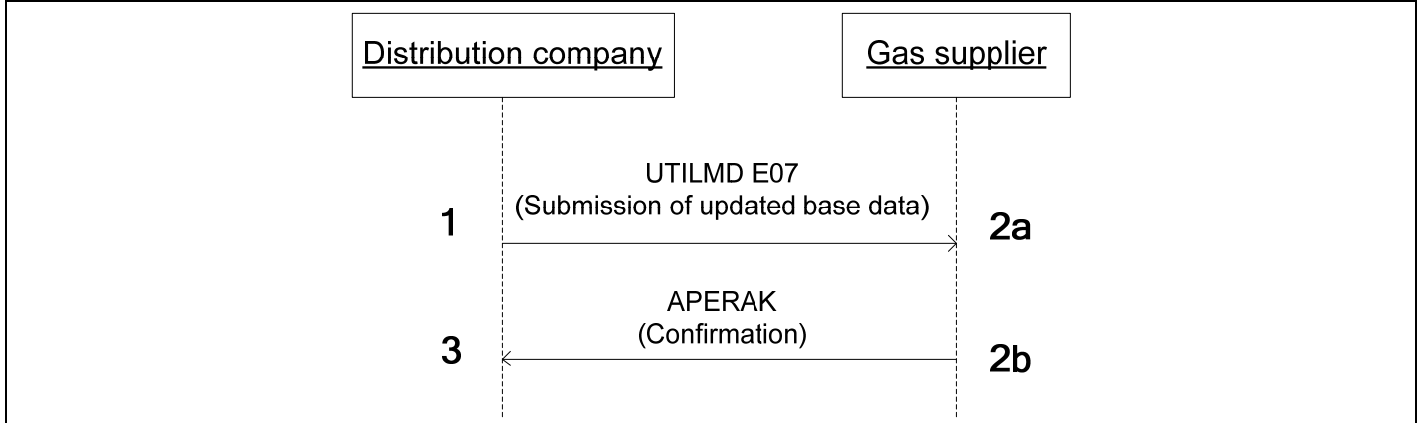 Distribution company
Gas supplier
UTILMD E07
(Submission of updated base data)
1
2a
APERAK
(Confirmation)
3
2b